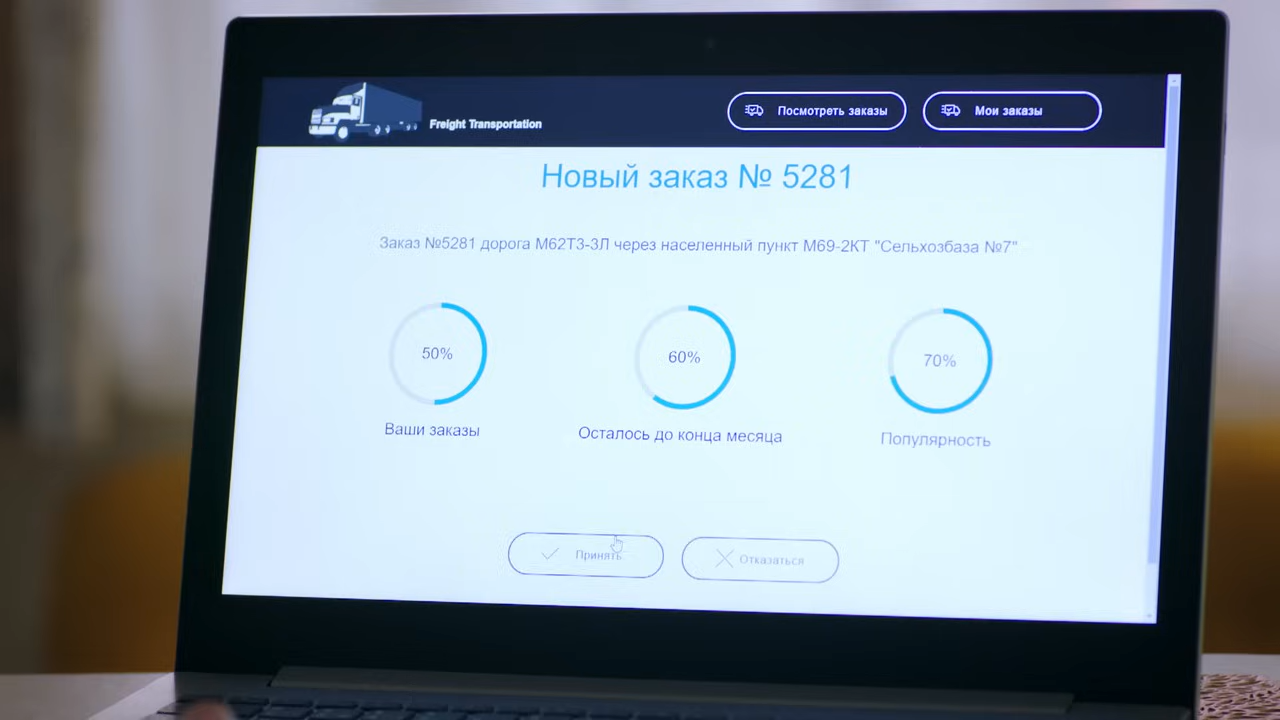 Freight Transportation
Посмотреть заказы
Мои заказы
Новый заказ № 5281
Заказ №5281 дорога М62Т3-3Л через населенный пункт М69-2КТ "Сельхозбаза №7"
50%
60%
70%
Ваши заказы
Осталось до конца месяца
Популярность
Принять
Отказаться